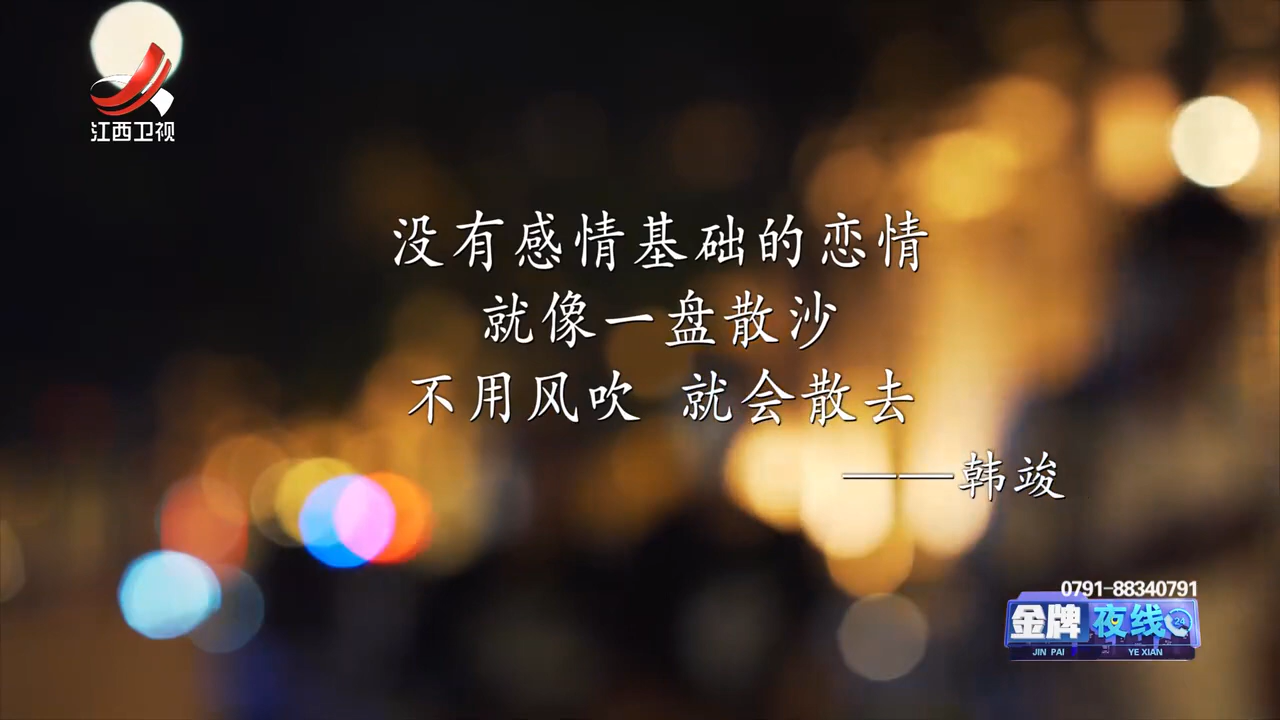 江西卫视
没有感情基础的恋情
就像一盘散沙
不用风吹 就会散去
——韩竣
0791-88340791
金牌夜线24
JIN PAI YE XIAN